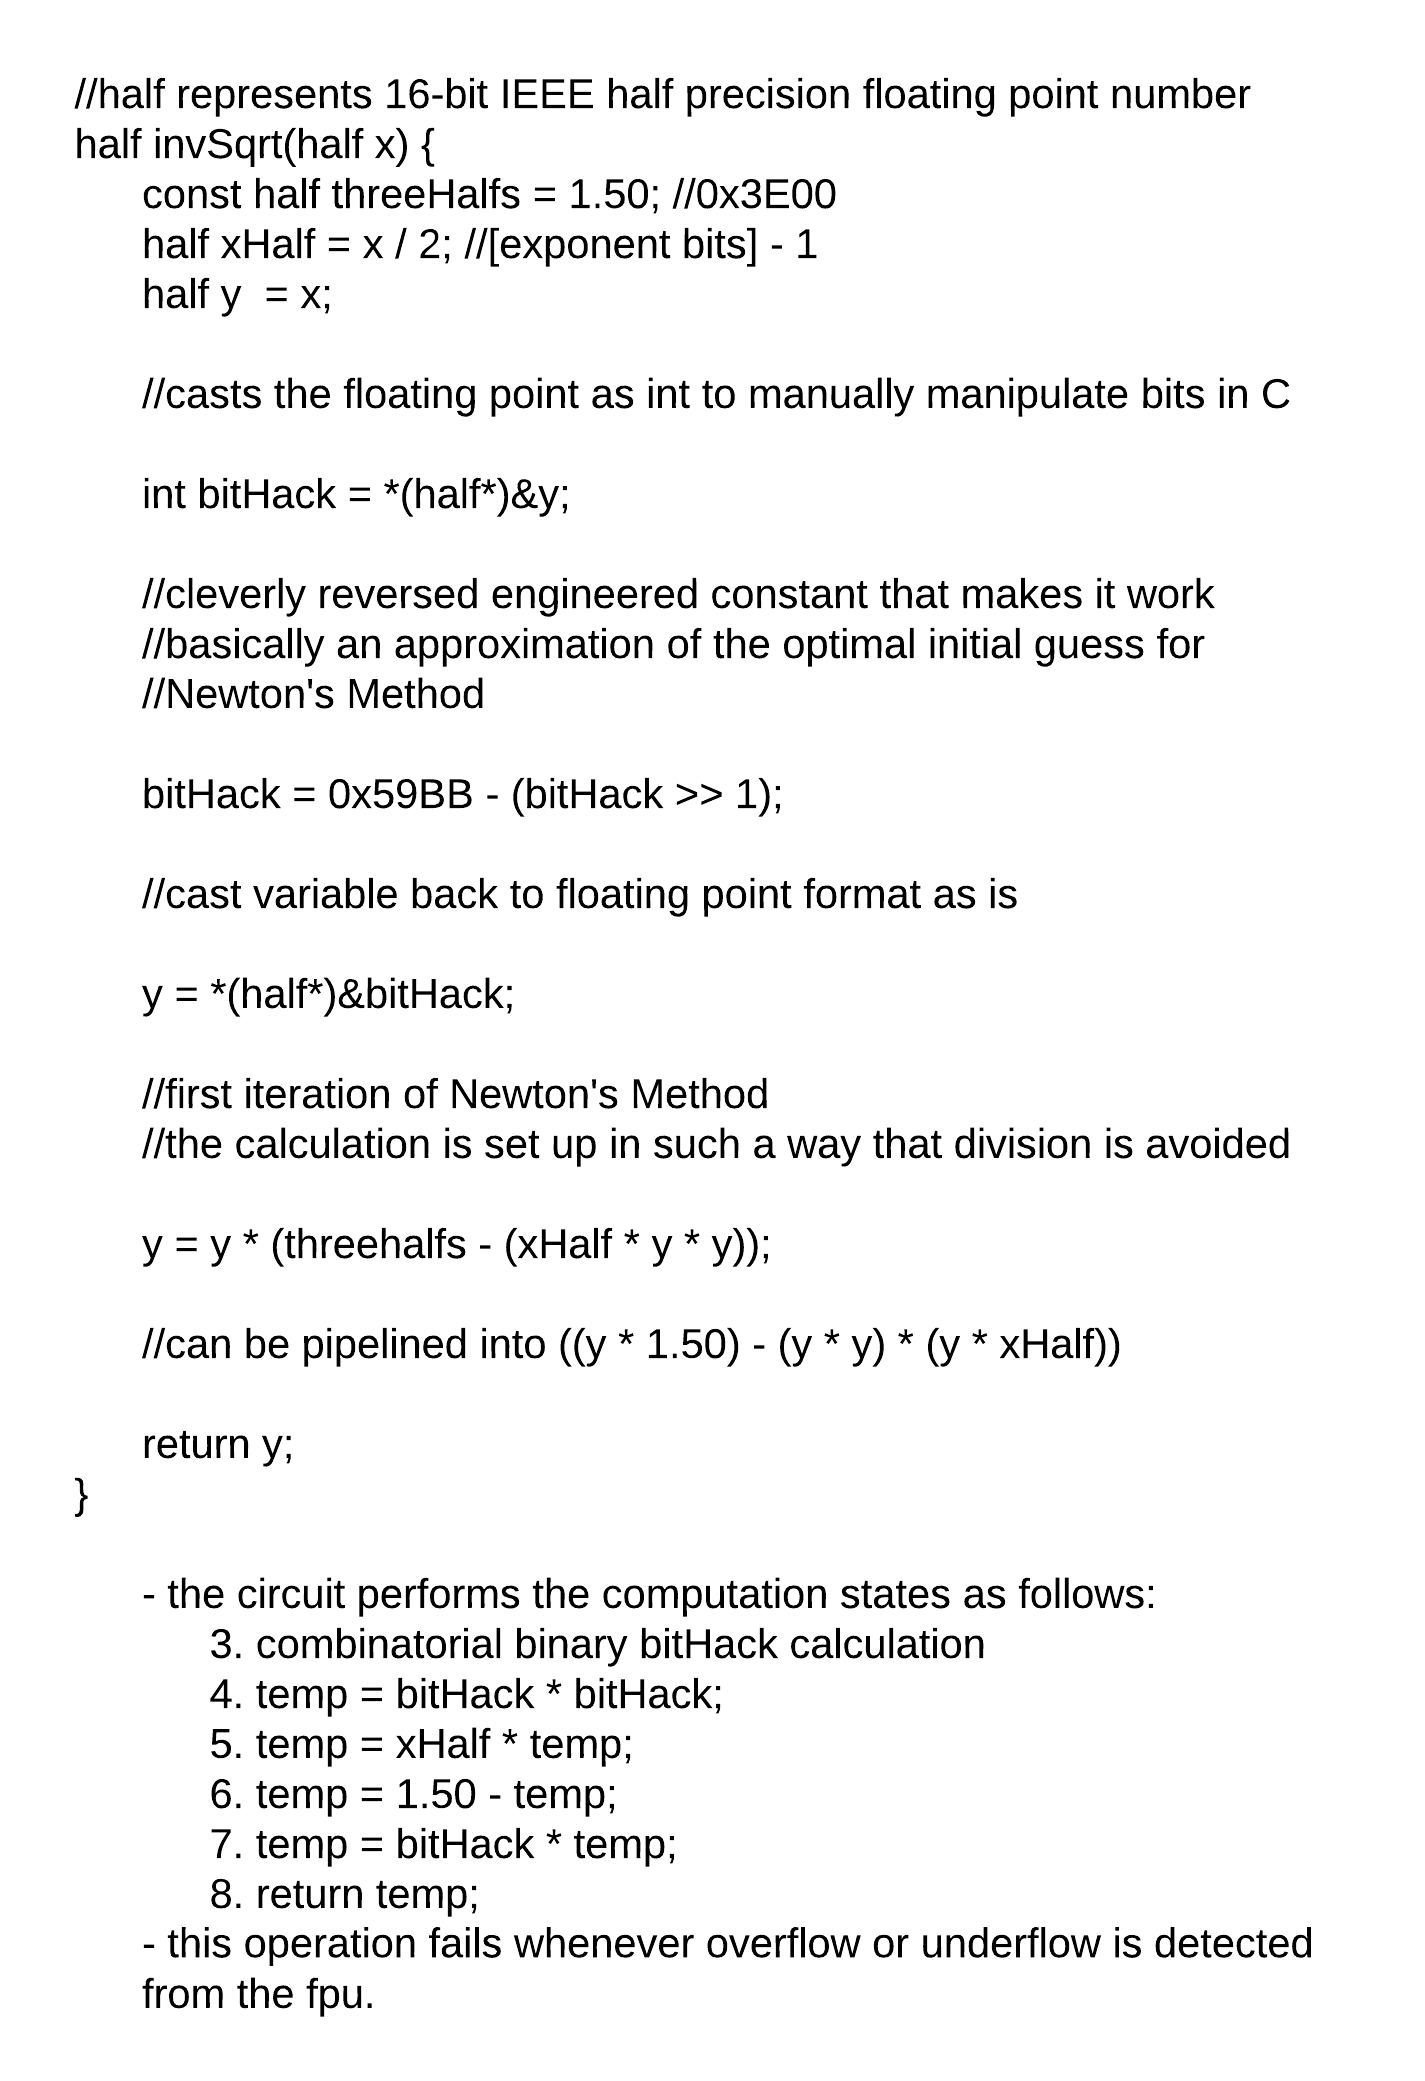 //half represents 16-bit IEEE half precision floating point number
half invSqrt(half x) {
const half threeHalfs = 1.50; //0x3E00
half xHalf = x / 2; //[exponent bits] - 1
half y  = x;
//casts the floating point as int to manually manipulate bits in C
int bitHack = *(half*)&y;
//cleverly reversed engineered constant that makes it work
//basically an approximation of the optimal initial guess for
//Newton's Method
bitHack = 0x59BB - (bitHack >> 1);
//cast variable back to floating point format as is
y = *(half*)&bitHack;
//first iteration of Newton's Method
//the calculation is set up in such a way that division is avoided
y = y * (threehalfs - (xHalf * y * y));
//can be pipelined into ((y * 1.50) - (y * y) * (y * xHalf))
return y;
}
- the circuit performs the computation states as follows:
3. combinatorial binary bitHack calculation
4. temp = bitHack * bitHack;
5. temp = xHalf * temp;
6. temp = 1.50 - temp;
7. temp = bitHack * temp;
8. return temp;
- this operation fails whenever overflow or underflow is detected
from the fpu.